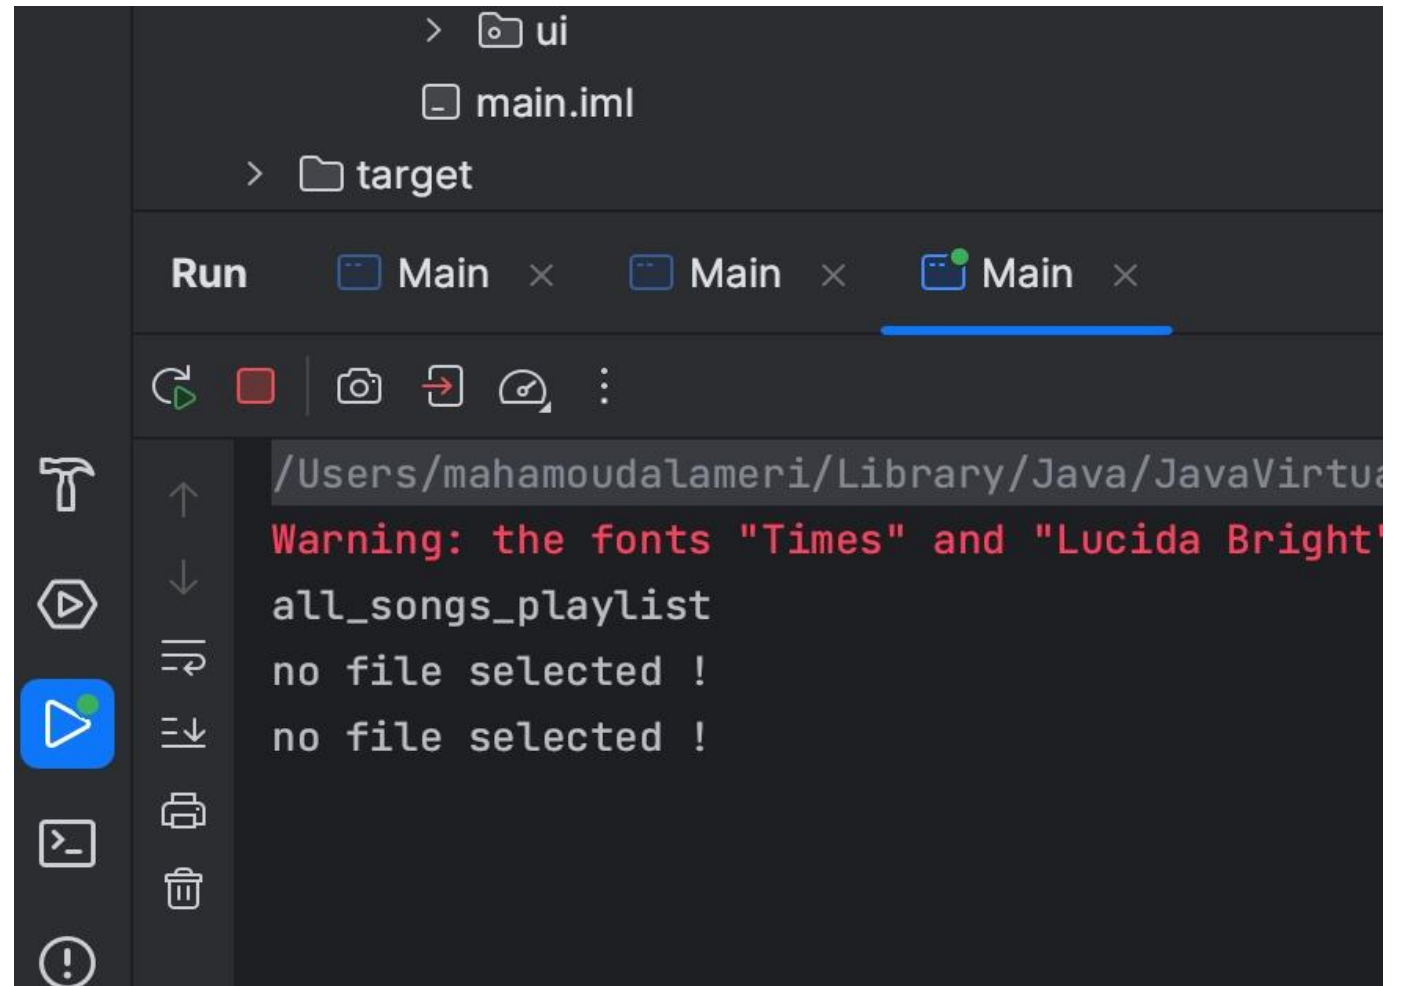 ui
main.iml
target
Run Main Main Main
/Users/mahamoudalameri/Library/Java/JavaVirtua
Warning: the fonts "Times" and "Lucida Bright"
all_songs_playlist
no file selected !
no file selected !